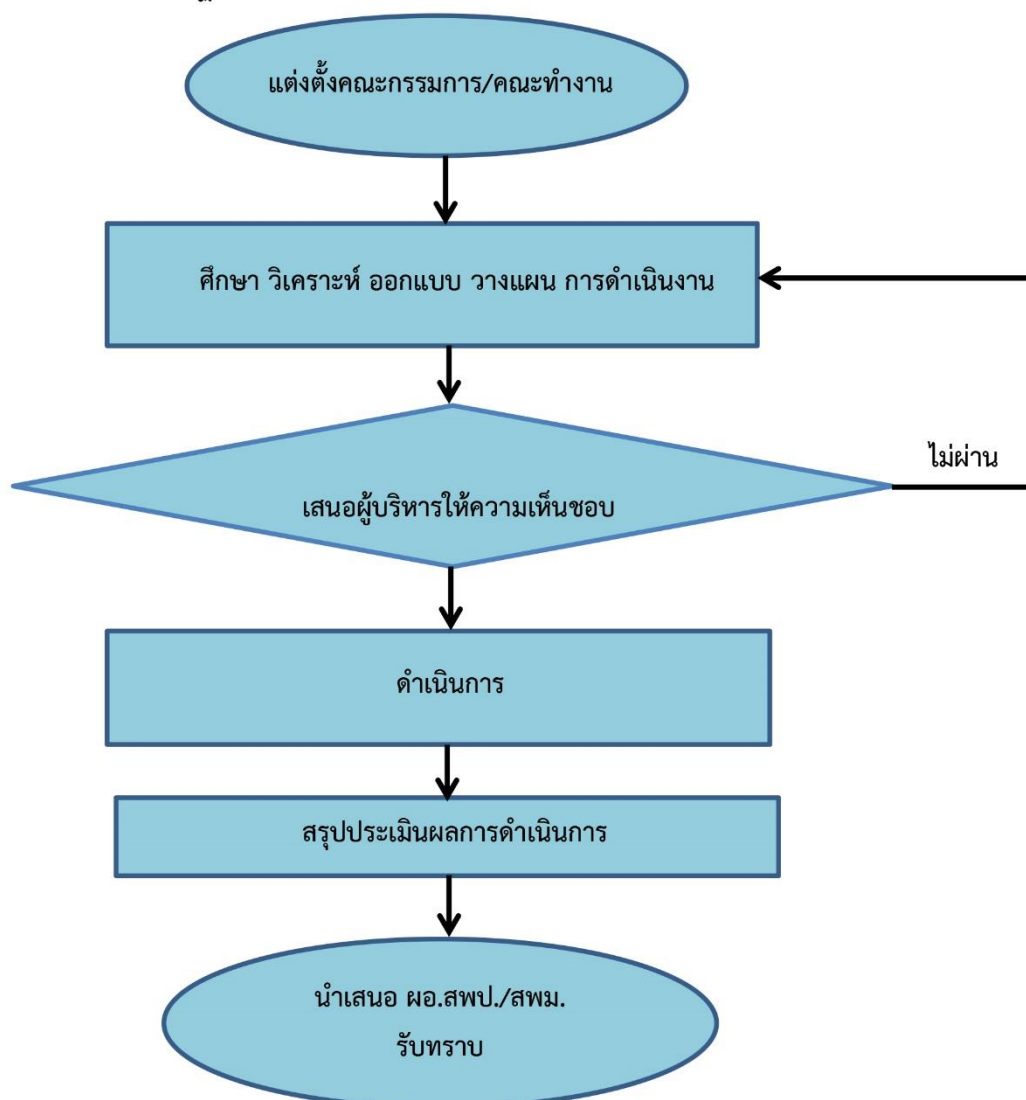 แต่งตั้งคณะกรรมการ/คณะทำงาน
ศึกษา วิเคราะห์ ออกแบบ วางแผน การดำเนินงาน
ไม่ผ่าน
เสนอผู้บริหารให้ความเห็นชอบ
ดำเนินการ
สรุปประเมินผลการดำเนินการ
นำเสนอ ผอ.สพป./สพม.
รับทราบ